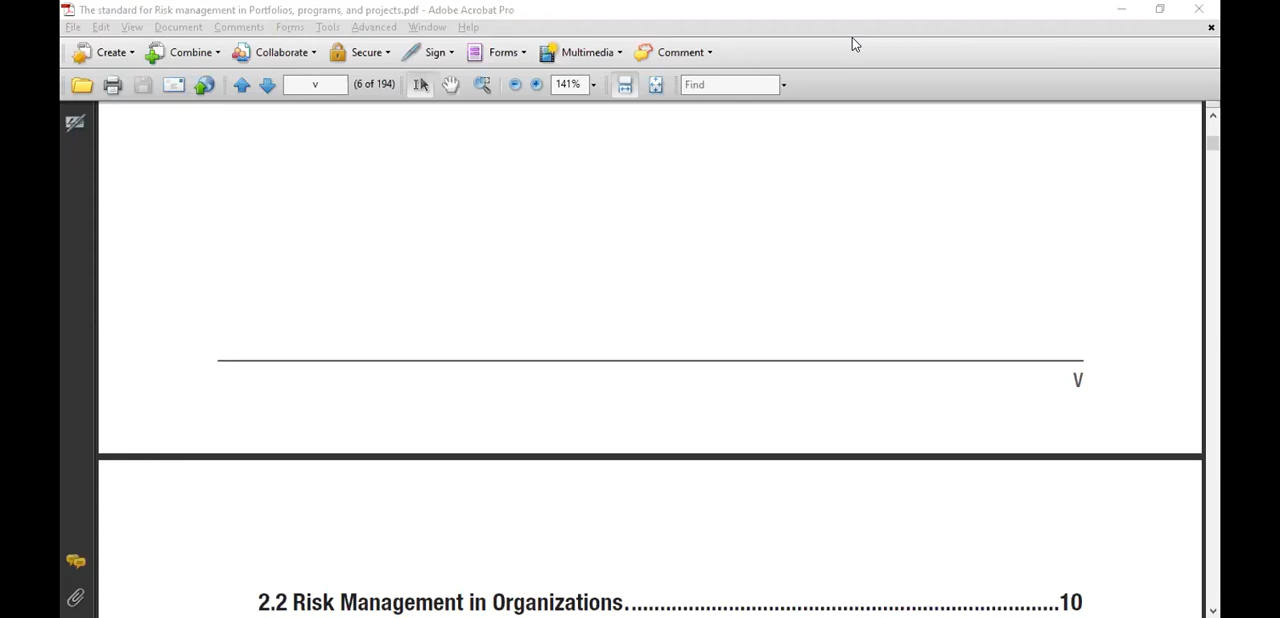 The standard for Risk management in Portfolios, programs, and projects.pdf - Adobe Acrobat Pro
File Edit View Document Comments Forms Tools Advanced Window Help
Create Combine Collaborate Secure Sign Forms Multimedia Comment
v (6 of 194) 141% Find
V
2.2 Risk Management in Organizations..................................................................10